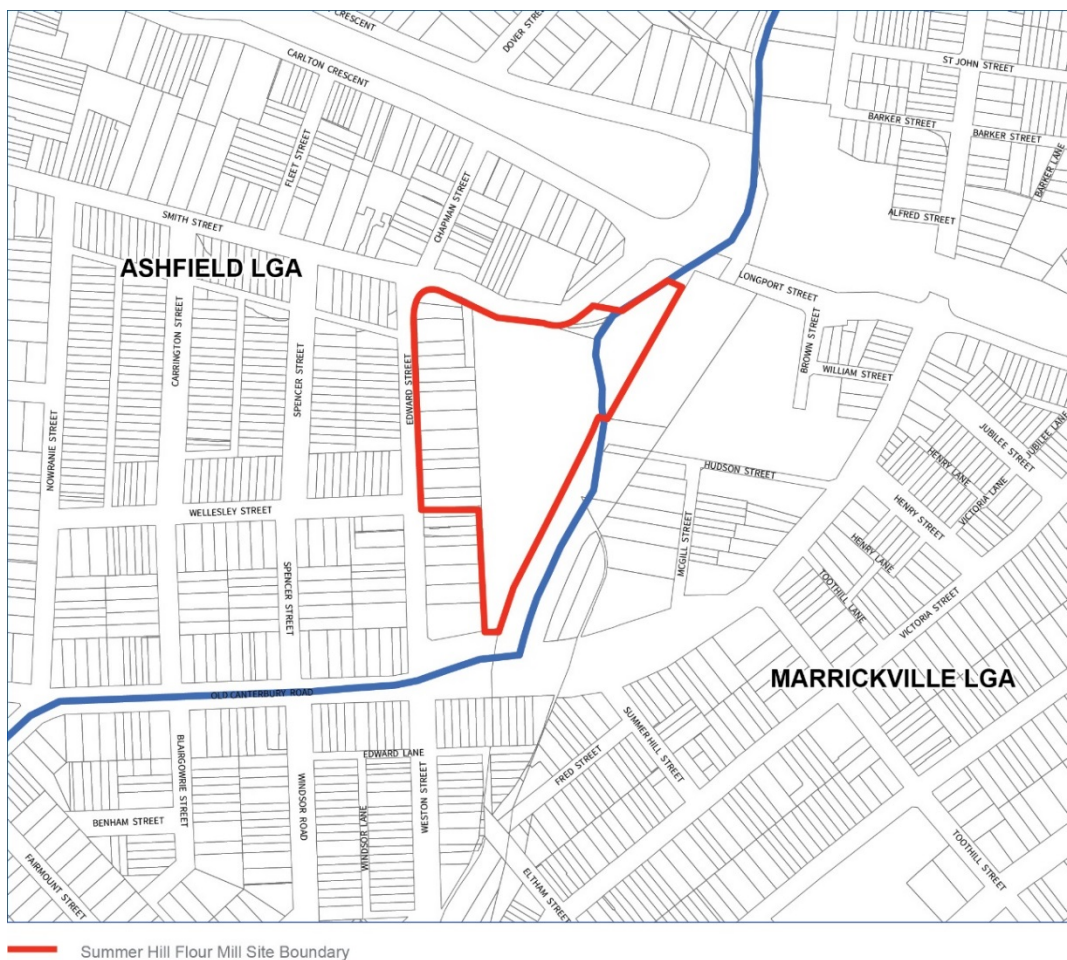 CRESCENT
DOVER STREET
ST JOHN STREET
CARLTON CRESCENT
BARKER STREET
BARKER STREET
BARKER LANE
FLEET STREET
ALFRED STREET
SMITH STREET
CHAPMAN STREET
ASHFIELD LGA
LONGPORT STREET
CARRINGTON STREET
BROWN STREET
SPENCER STREET
EDWARD STREET
WILLIAM STREET
NOWRANIE STREET
JUBILEE STREET
JUBILEE LANE
HUDSON STREET
HENRY LANE
VICTORIA LANE
WELLESLEY STREET
HENRY STREET
MCGILL STREET
HENRY LANE
SPENCER STREET
TOOTHILL LANE
VICTORIA STREET
MARRICKVILLE LGA
OLD CANTERBURY ROAD
SUMMER HILL STREET
BLAIRGOWRIE STREET
EDWARD LANE
FRED STREET
WINDSOR ROAD
WESTON STREET
BENHAM STREET
WINDSOR LANE
TOOTHILL STREET
FAIRMOUNT STREET
ELTHAM STREET
Summer Hill Flour Mill Site Boundary